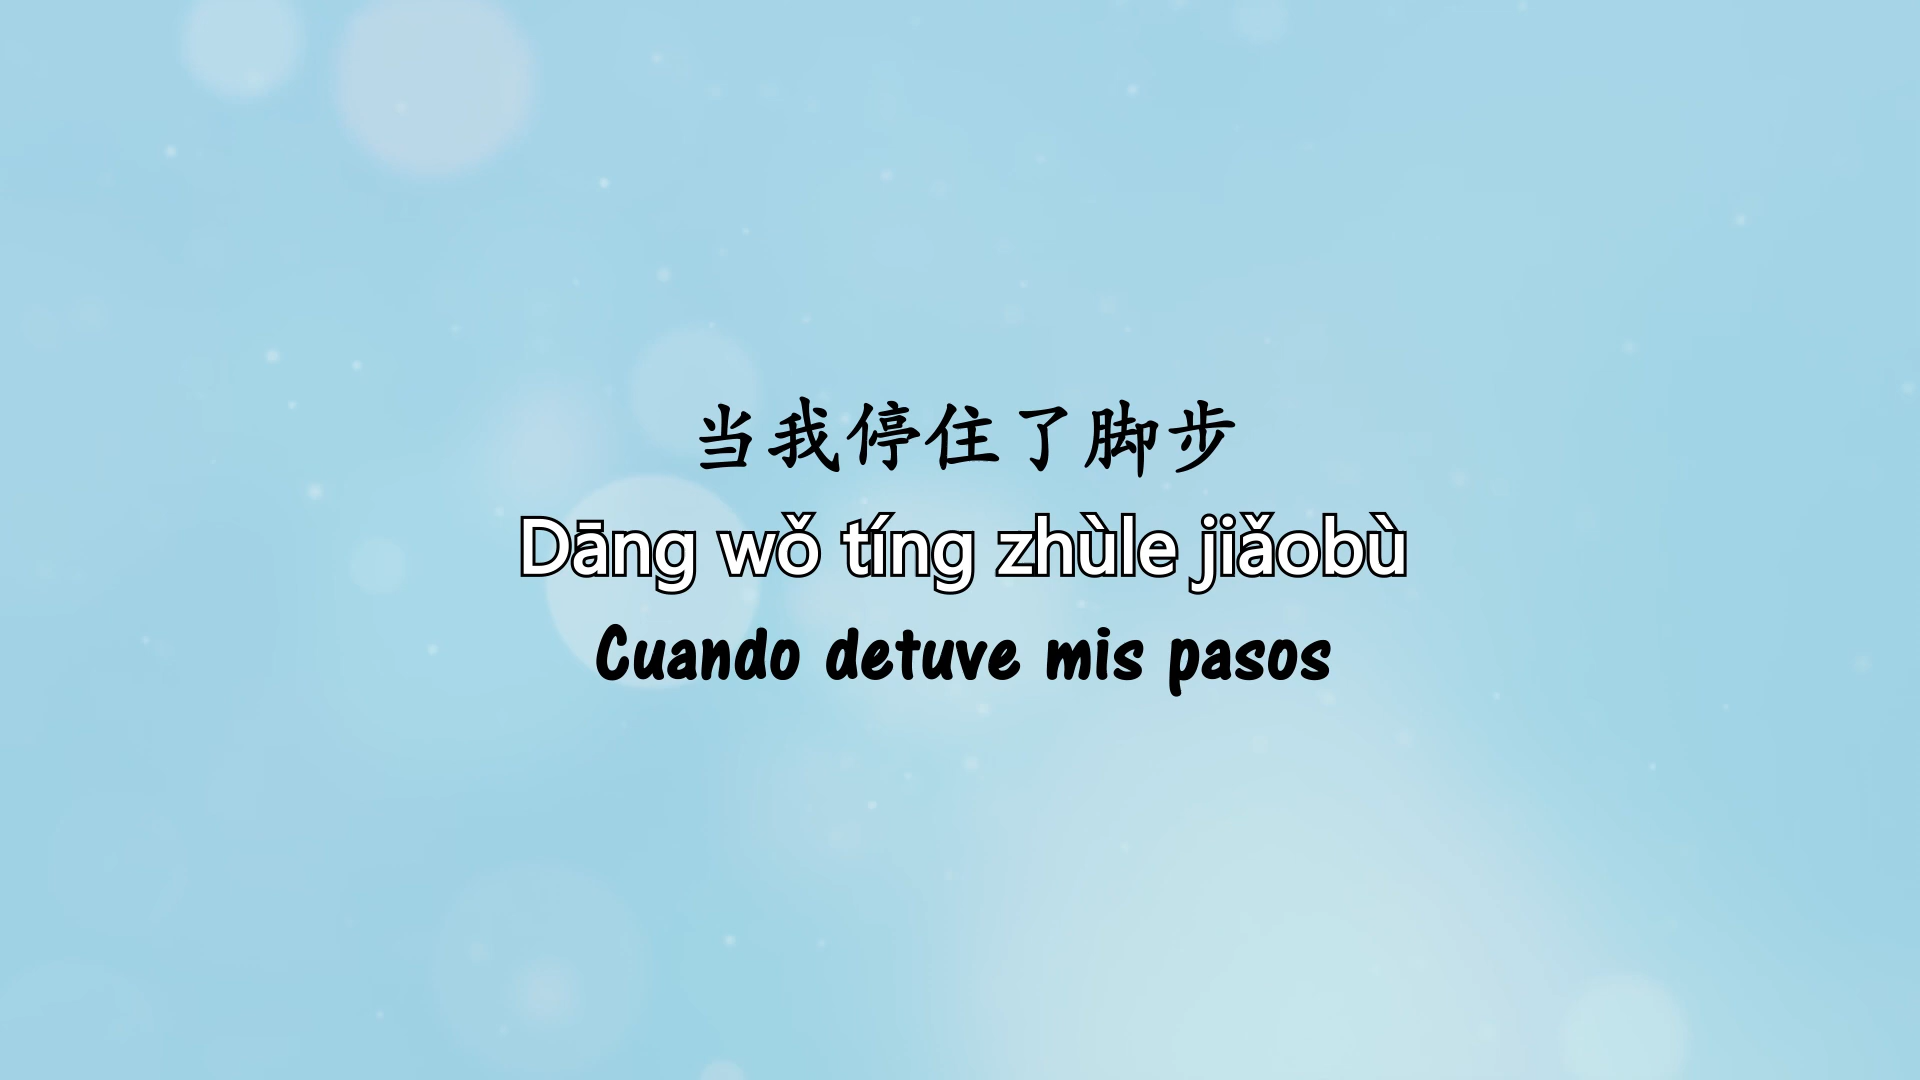 当我停住了脚步
Dāng wǒ tíng zhùle jiǎobù
Cuando detuve mis pasos